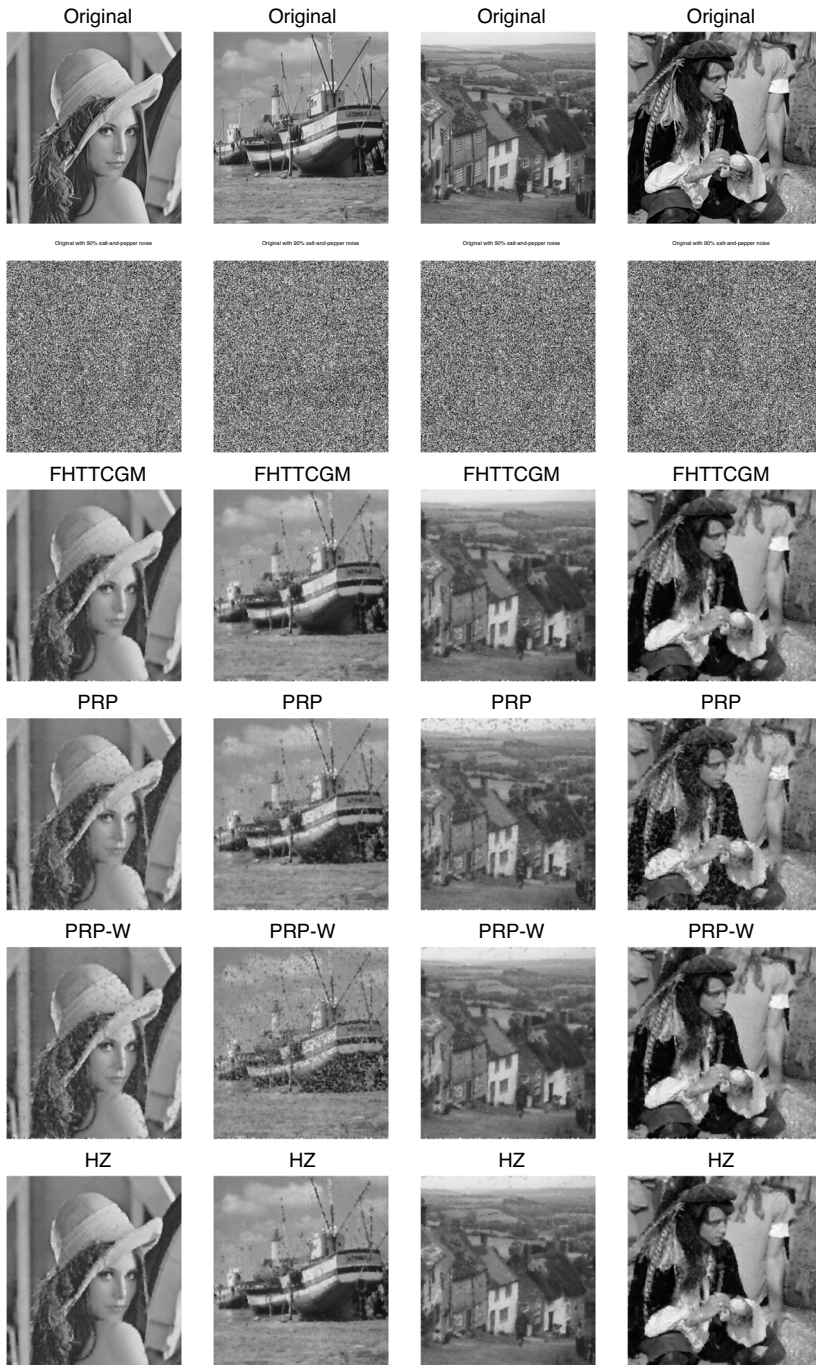 Original Original Original Original
Original with 90% salt-and-pepper noise Original with 90% salt-and-pepper noise Original with 90% salt-and-pepper noise Original with 90% salt-and-pepper noise
FHTTCGM FHTTCGM FHTTCGM FHTTCGM
PRP PRP PRP PRP
PRP-W PRP-W PRP-W PRP-W
HZ HZ HZ HZ